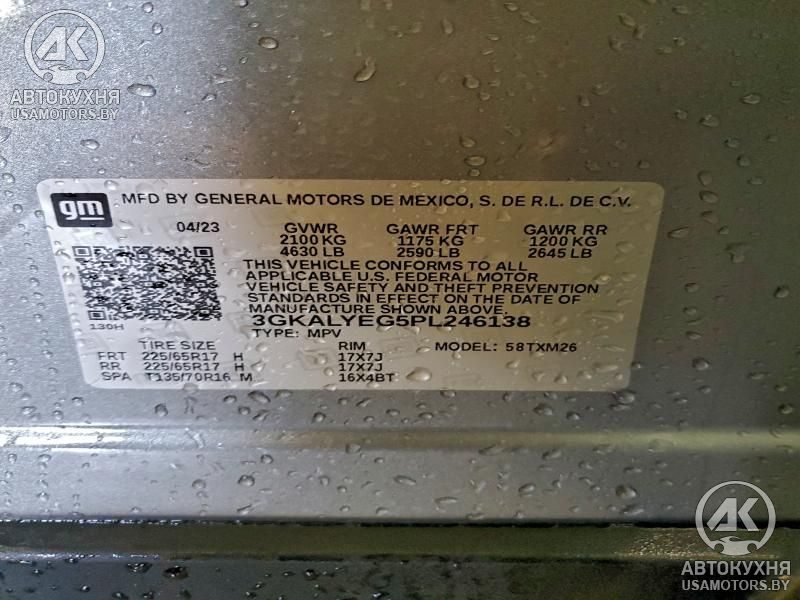 AK
АВТОКУХНЯ
USAMOTORS.BY
gm MFD BY GENERAL MOTORS DE MEXICO, S. DE R.L. DE C.V.
04/23 GVWR GAWR FRT GAWR RR
2100 KG 1175 KG 1200 KG
4630 LB 2590 LB 2645 LB
THIS VEHICLE CONFORMS TO ALL
APPLICABLE U.S. FEDERAL MOTOR
VEHICLE SAFETY AND THEFT PREVENTION
STANDARDS IN EFFECT ON THE DATE OF
MANUFACTURE SHOWN ABOVE.
130H 3GKALYEG5PL246138
TYPE: MPV
TIRE SIZE RIM MODEL: 58TXM26
FRT 225/65R17 H 17X7J
RR 225/65R17 H 17X7J
SPA T135/70R16 M 16X4BT
AK
АВТОКУХНЯ
USAMOTORS.BY